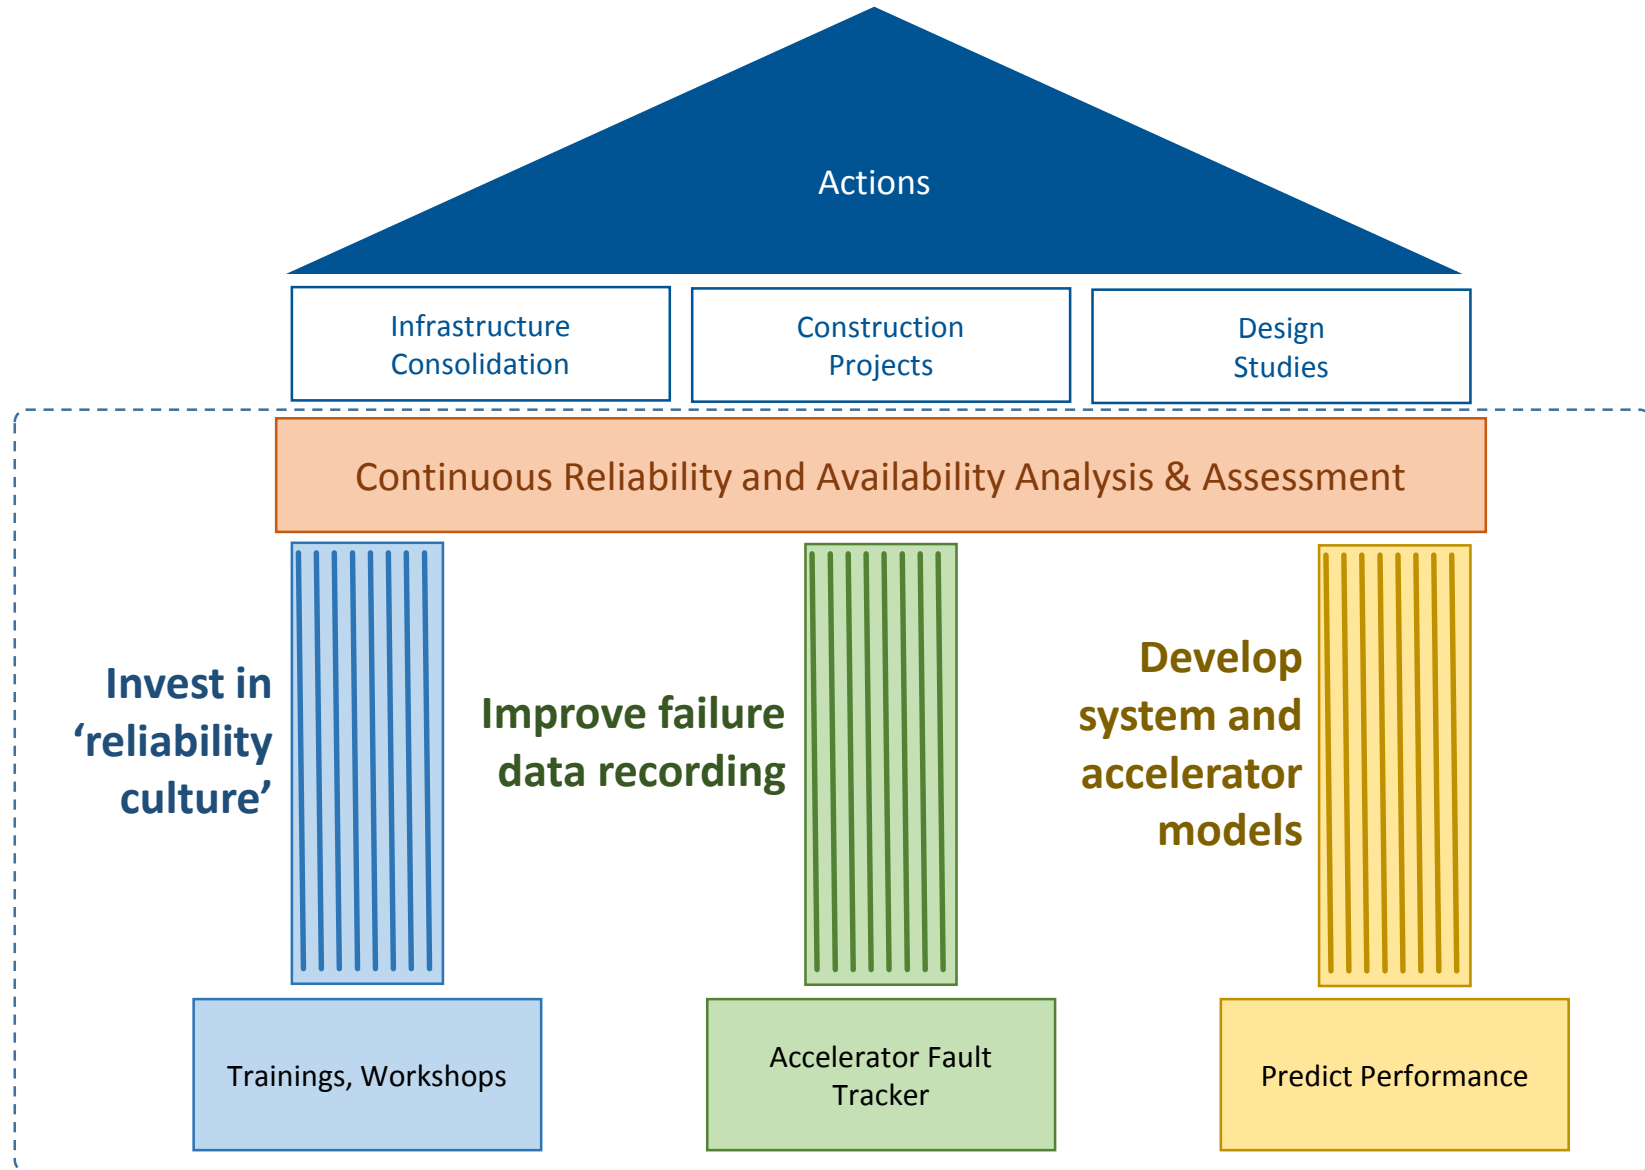 Actions
Infrastructure
Consolidation
Construction
Projects
Design
Studies
Continuous Reliability and Availability Analysis & Assessment
Invest in
‘reliability
culture’
Improve failure
data recording
Develop
system and
accelerator
models
Trainings, Workshops
Accelerator Fault
Tracker
Predict Performance